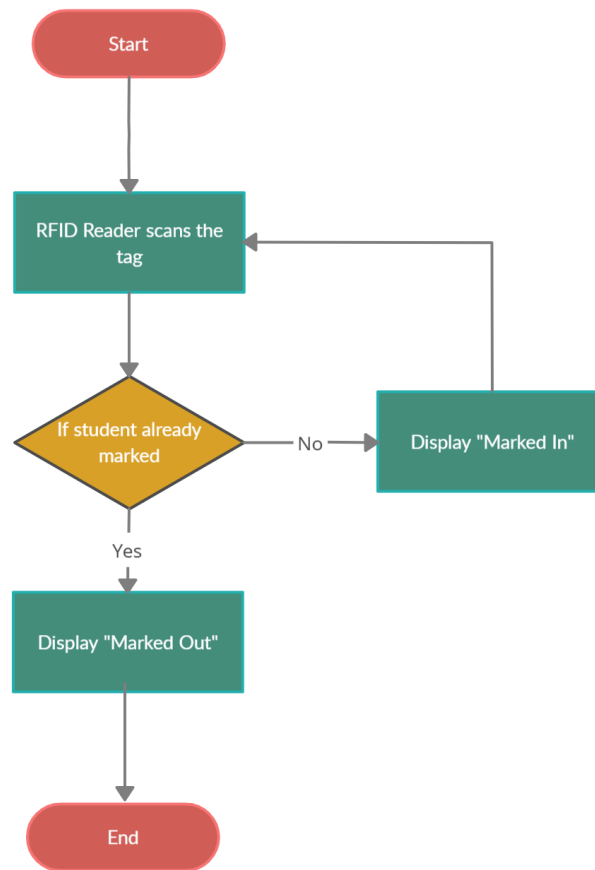 Start
RFID Reader scans the
tag
If student already
marked
No
Display "Marked In"
Yes
Display "Marked Out"
End